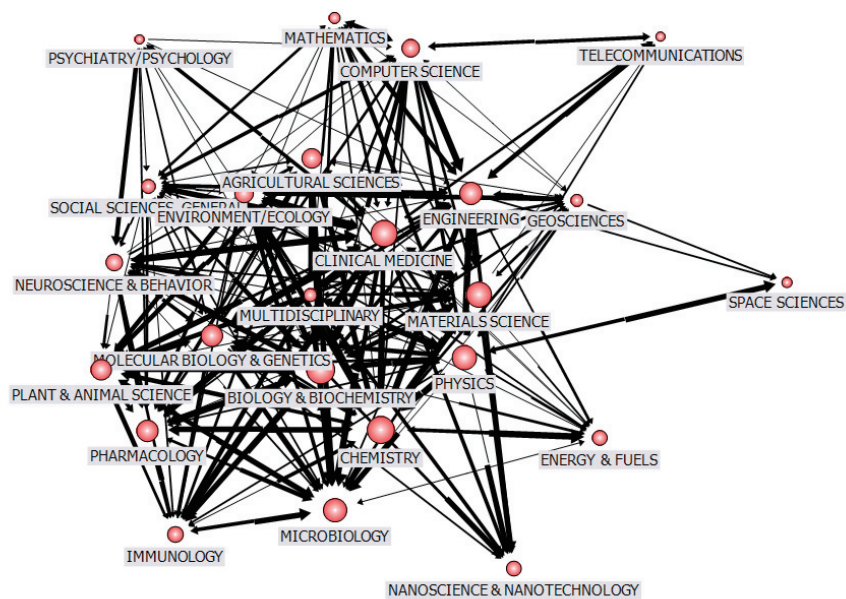 MATHEMATICS
PSYCHIATRY/PSYCHOLOGY
TELECOMMUNICATIONS
COMPUTER SCIENCE
AGRICULTURAL SCIENCES
SOCIAL SCIENCES, GENERAL
ENVIRONMENT/ECOLOGY
ENGINEERING
GEOSCIENCES
CLINICAL MEDICINE
NEUROSCIENCE & BEHAVIOR
SPACE SCIENCES
MULTIDISCIPLINARY
MATERIALS SCIENCE
MOLECULAR BIOLOGY & GENETICS
PHYSICS
PLANT & ANIMAL SCIENCE
BIOLOGY & BIOCHEMISTRY
PHARMACOLOGY
CHEMISTRY
ENERGY & FUELS
MICROBIOLOGY
IMMUNOLOGY
NANOSCIENCE & NANOTECHNOLOGY